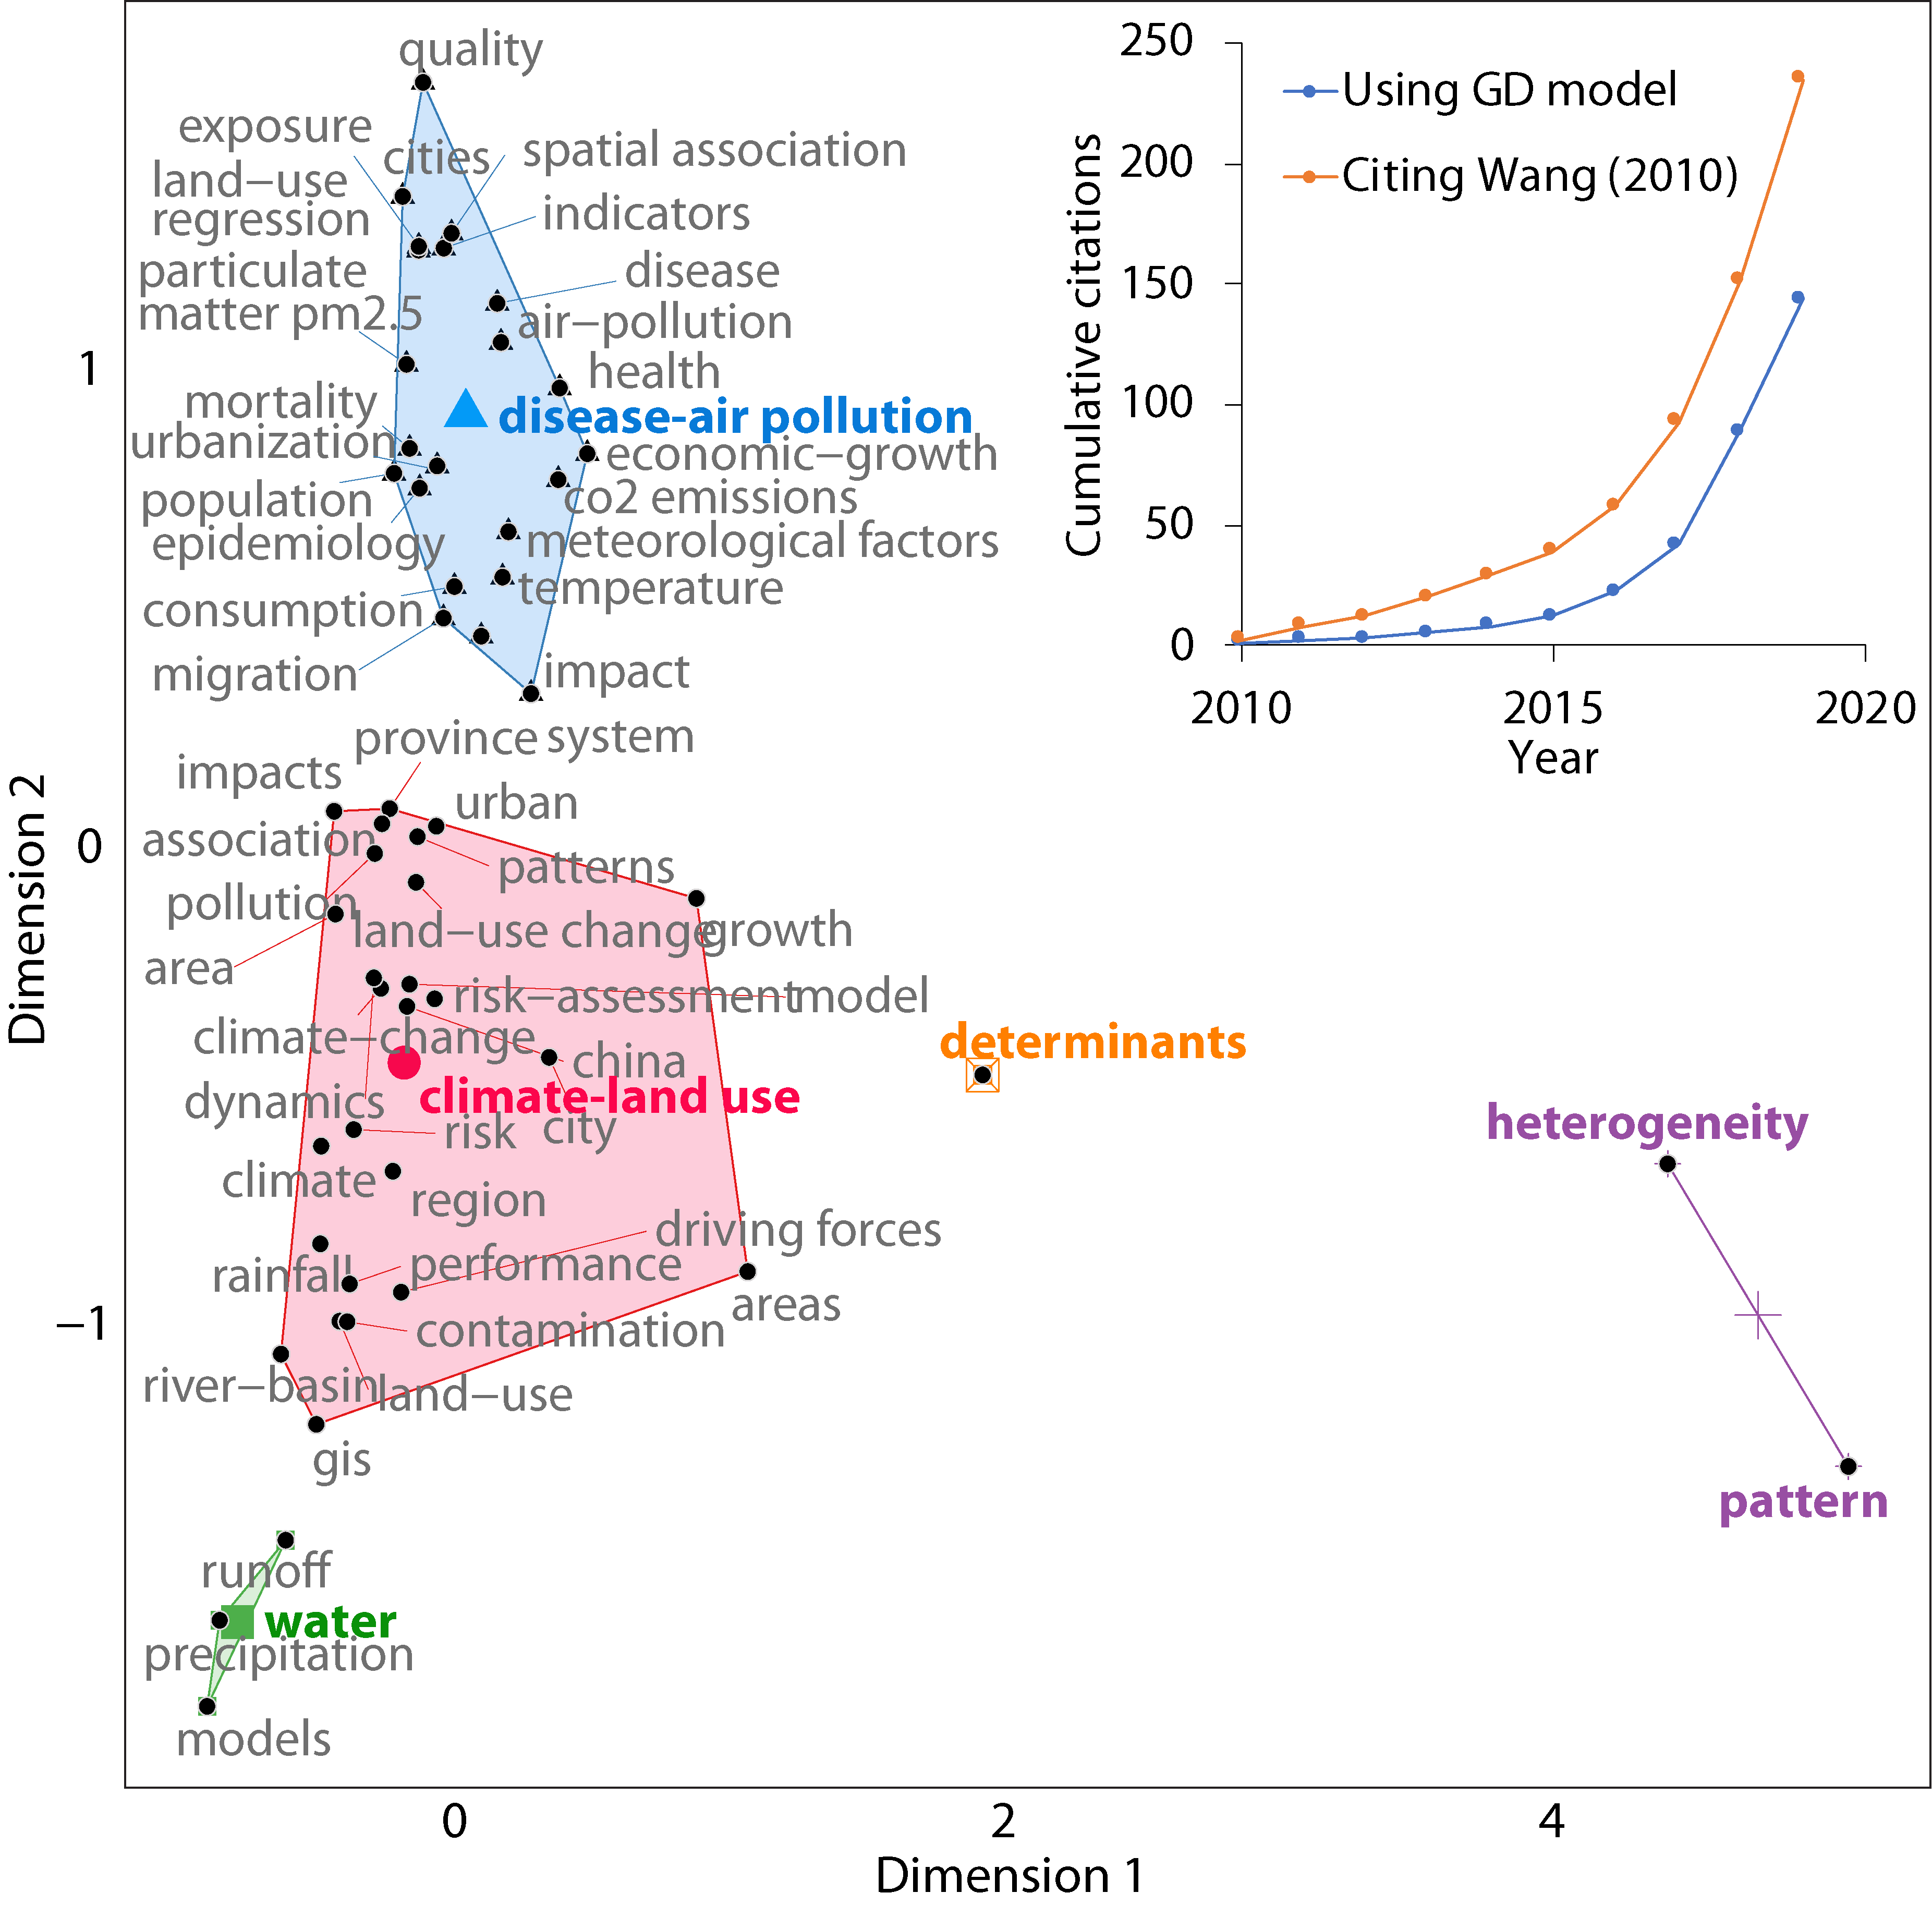 quality
exposure
cities
spatial association
land−use
regression
indicators
particulate
matter pm2.5
disease
air−pollution
health
mortality
disease-air pollution
urbanization
economic−growth
population
co2 emissions
epidemiology
meteorological factors
consumption
temperature
migration
impact
province
system
impacts
urban
association
patterns
pollution
land−use change
growth
area
risk−assessment
model
climate−change
china
dynamics
climate-land use
risk
city
climate
region
driving forces
rainfall
performance
areas
contamination
river−basin
land−use
gis
runoff
water
precipitation
models
determinants
heterogeneity
pattern
1
0
−1
Dimension 2
0
2
4
Dimension 1
250
200
150
100
50
0
Cumulative citations
Using GD model
Citing Wang (2010)
2010
2015
2020
Year